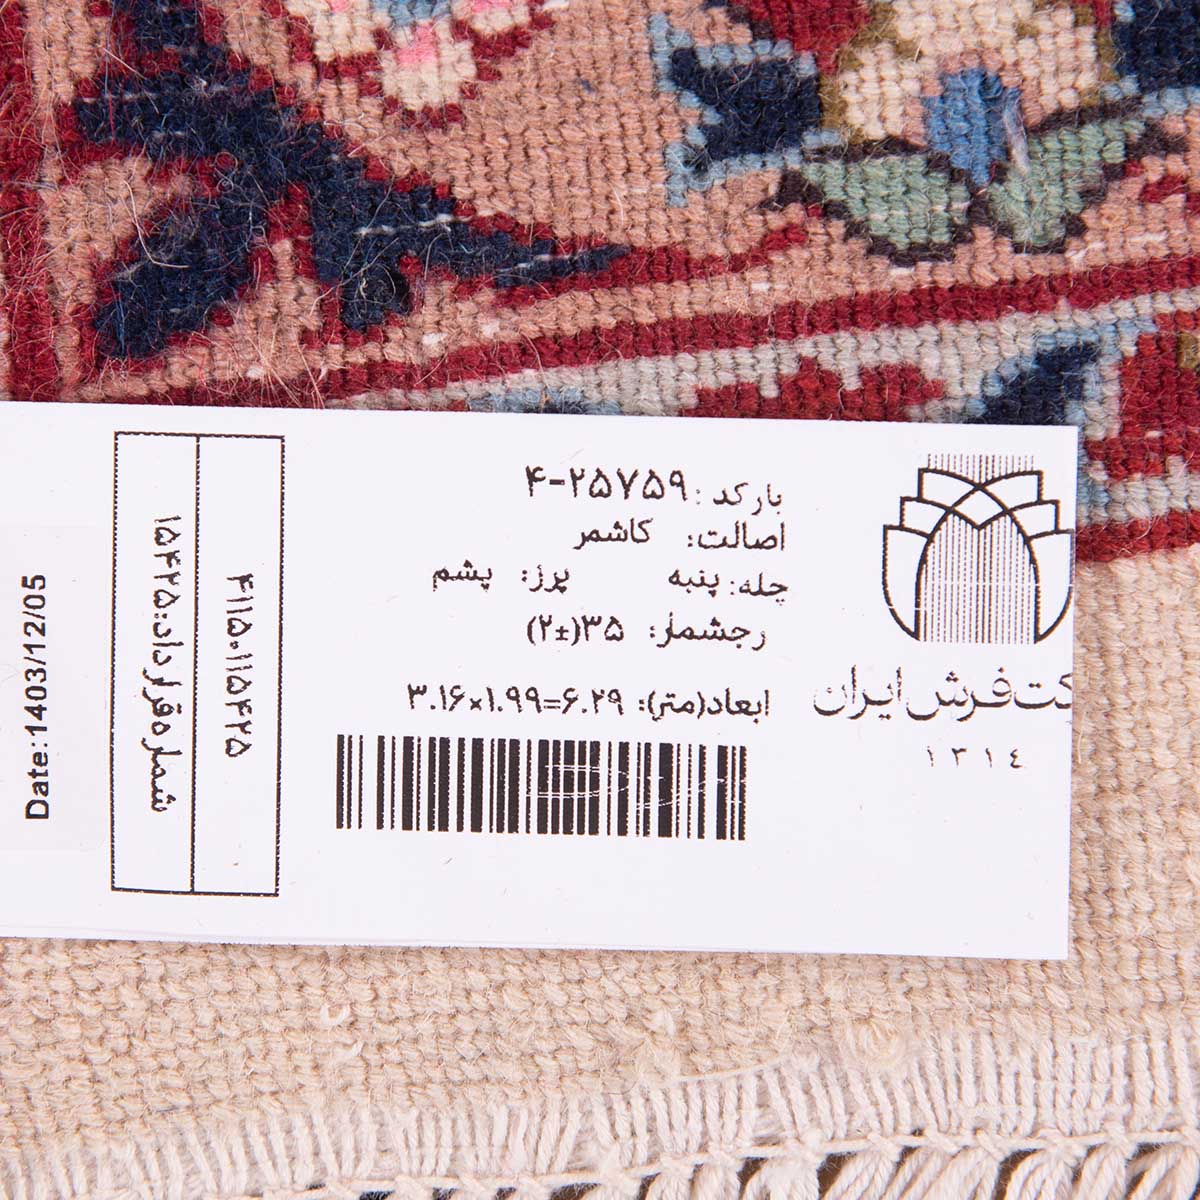 بارکد: ۴-۲۵۷۵۹
اصالت: کاشمر
چله: پنبه پرز: پشم
رجشمار: ۳۵(±۲)
ابعاد(متر): ۳.۱۶×۱.۹۹=۶.۲۹
کت فرش ایران
۱۳۱٤
۴۱۱۵۰۱۱۵۴۲۵
شماره قرارداد: ۱۵۴۲۵
Date:1403/12/05